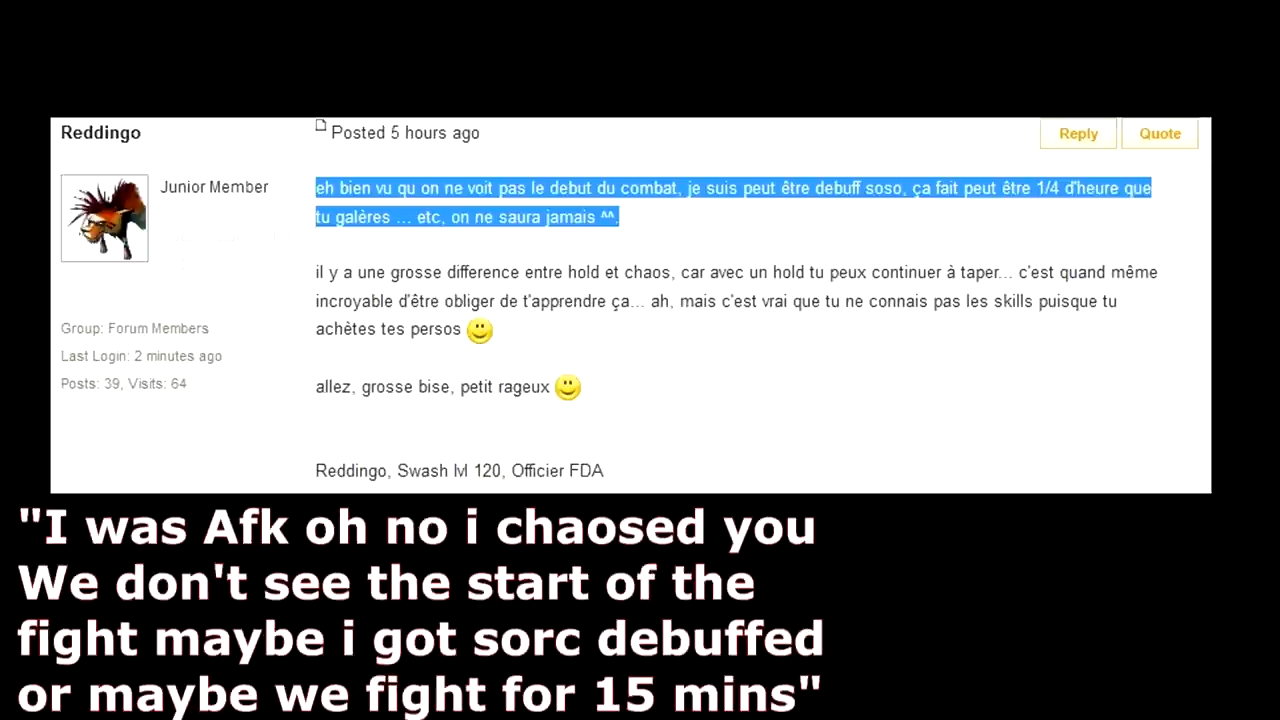 Reddingo
Posted 5 hours ago
Reply
Quote
Junior Member
eh bien vu qu on ne voit pas le debut du combat, je suis peut être debuff soso, ça fait peut être 1/4 d'heure que
tu galères ... etc, on ne saura jamais ^^.
il y a une grosse difference entre hold et chaos, car avec un hold tu peux continuer à taper... c'est quand même
incroyable d'être obliger de t'apprendre ça... ah, mais c'est vrai que tu ne connais pas les skills puisque tu
achètes tes persos
Group: Forum Members
Last Login: 2 minutes ago
Posts: 39, Visits: 64
allez, grosse bise, petit rageux
Reddingo, Swash lvl 120, Officier FDA
"I was Afk oh no i chaosed you
We don't see the start of the
fight maybe i got sorc debuffed
or maybe we fight for 15 mins"